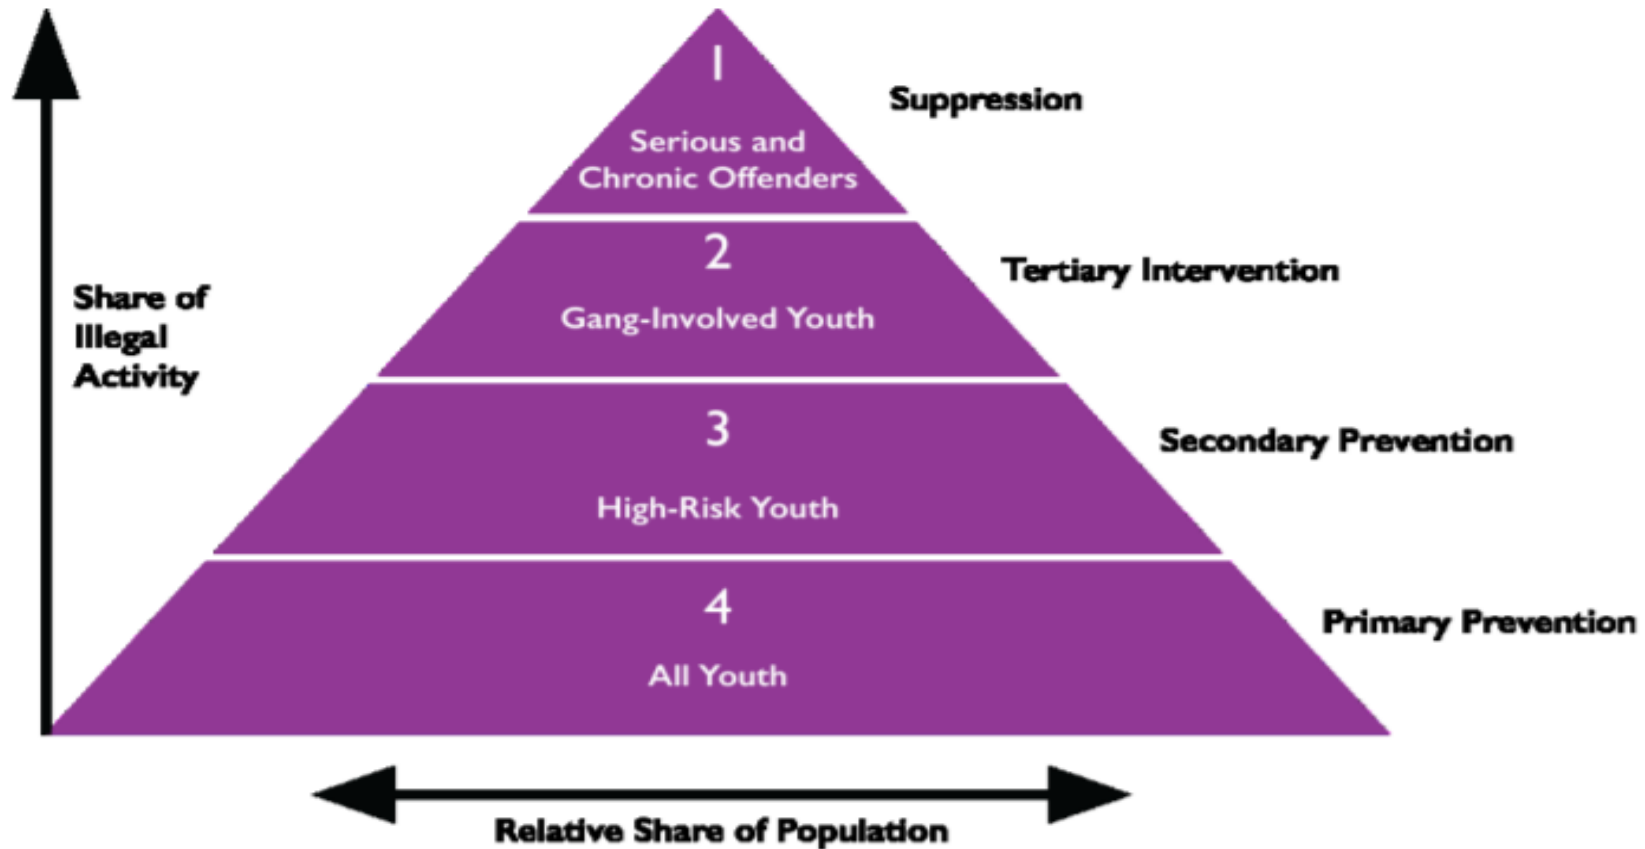 1
Serious and
Chronic Offenders
Suppression
2
Gang-Involved Youth
Tertiary Intervention
Share of
Illegal
Activity
3
High-Risk Youth
Secondary Prevention
4
All Youth
Primary Prevention
Relative Share of Population